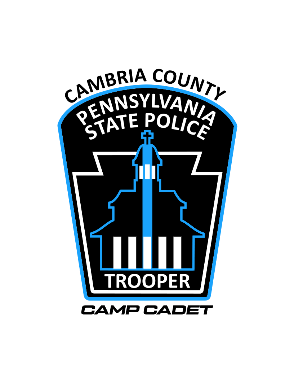 CAMBRIA COUNTY
PENNSYLVANIA
STATE POLICE
TROOPER
CAMP CADET